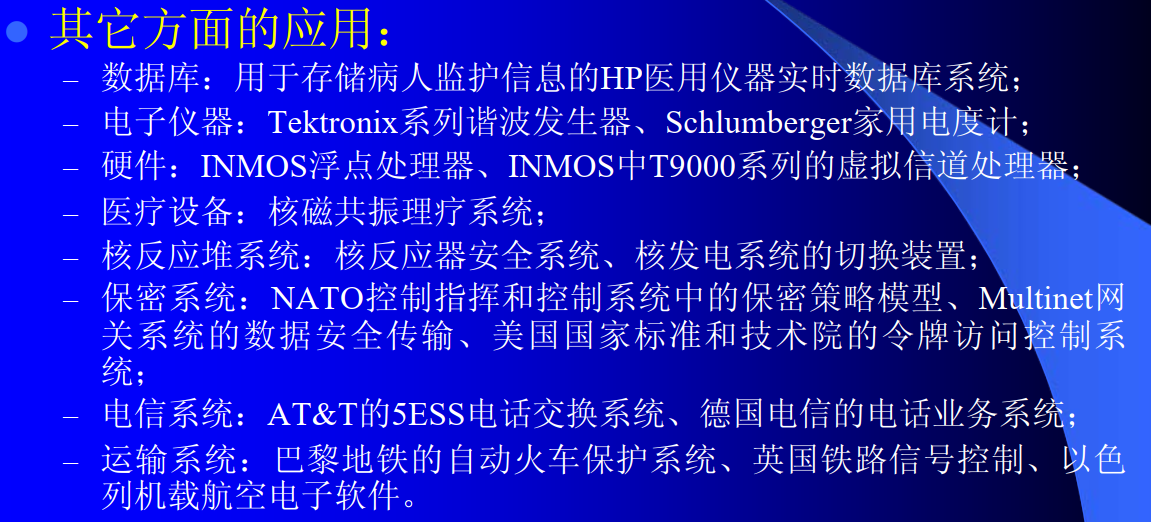 其它方面的应用：
– 数据库：用于存储病人监护信息的HP医用仪器实时数据库系统；
– 电子仪器：Tektronix系列谐波发生器、Schlumberger家用电度计；
– 硬件：INMOS浮点处理器、INMOS中T9000系列的虚拟信道处理器；
– 医疗设备：核磁共振理疗系统；
– 核反应堆系统：核反应器安全系统、核发电系统的切换装置；
– 保密系统：NATO控制指挥和控制系统中的保密策略模型、Multinet网
关系统的数据安全传输、美国国家标准和技术院的令牌访问控制系
统；
– 电信系统：AT&T的5ESS电话交换系统、德国电信的电话业务系统；
– 运输系统：巴黎地铁的自动火车保护系统、英国铁路信号控制、以色
列机载航空电子软件。